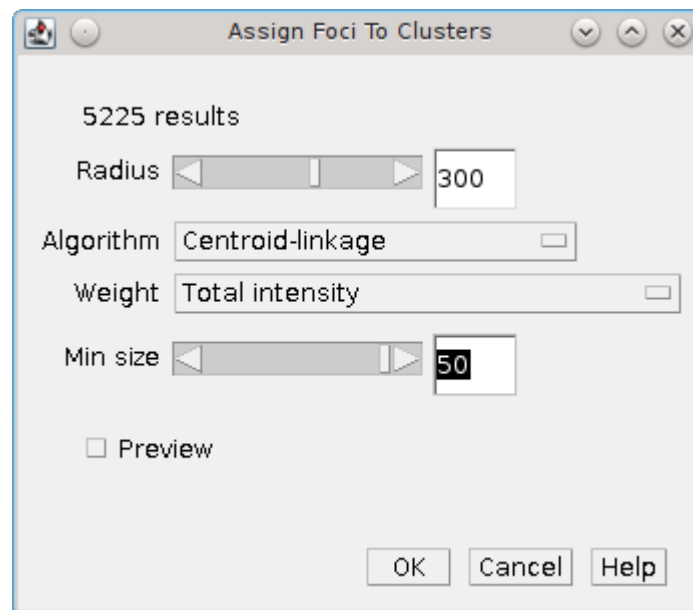 Assign Foci To Clusters
5225 results
Radius 300
Algorithm Centroid-linkage
Weight Total intensity
Min size 50
Preview
OK Cancel Help